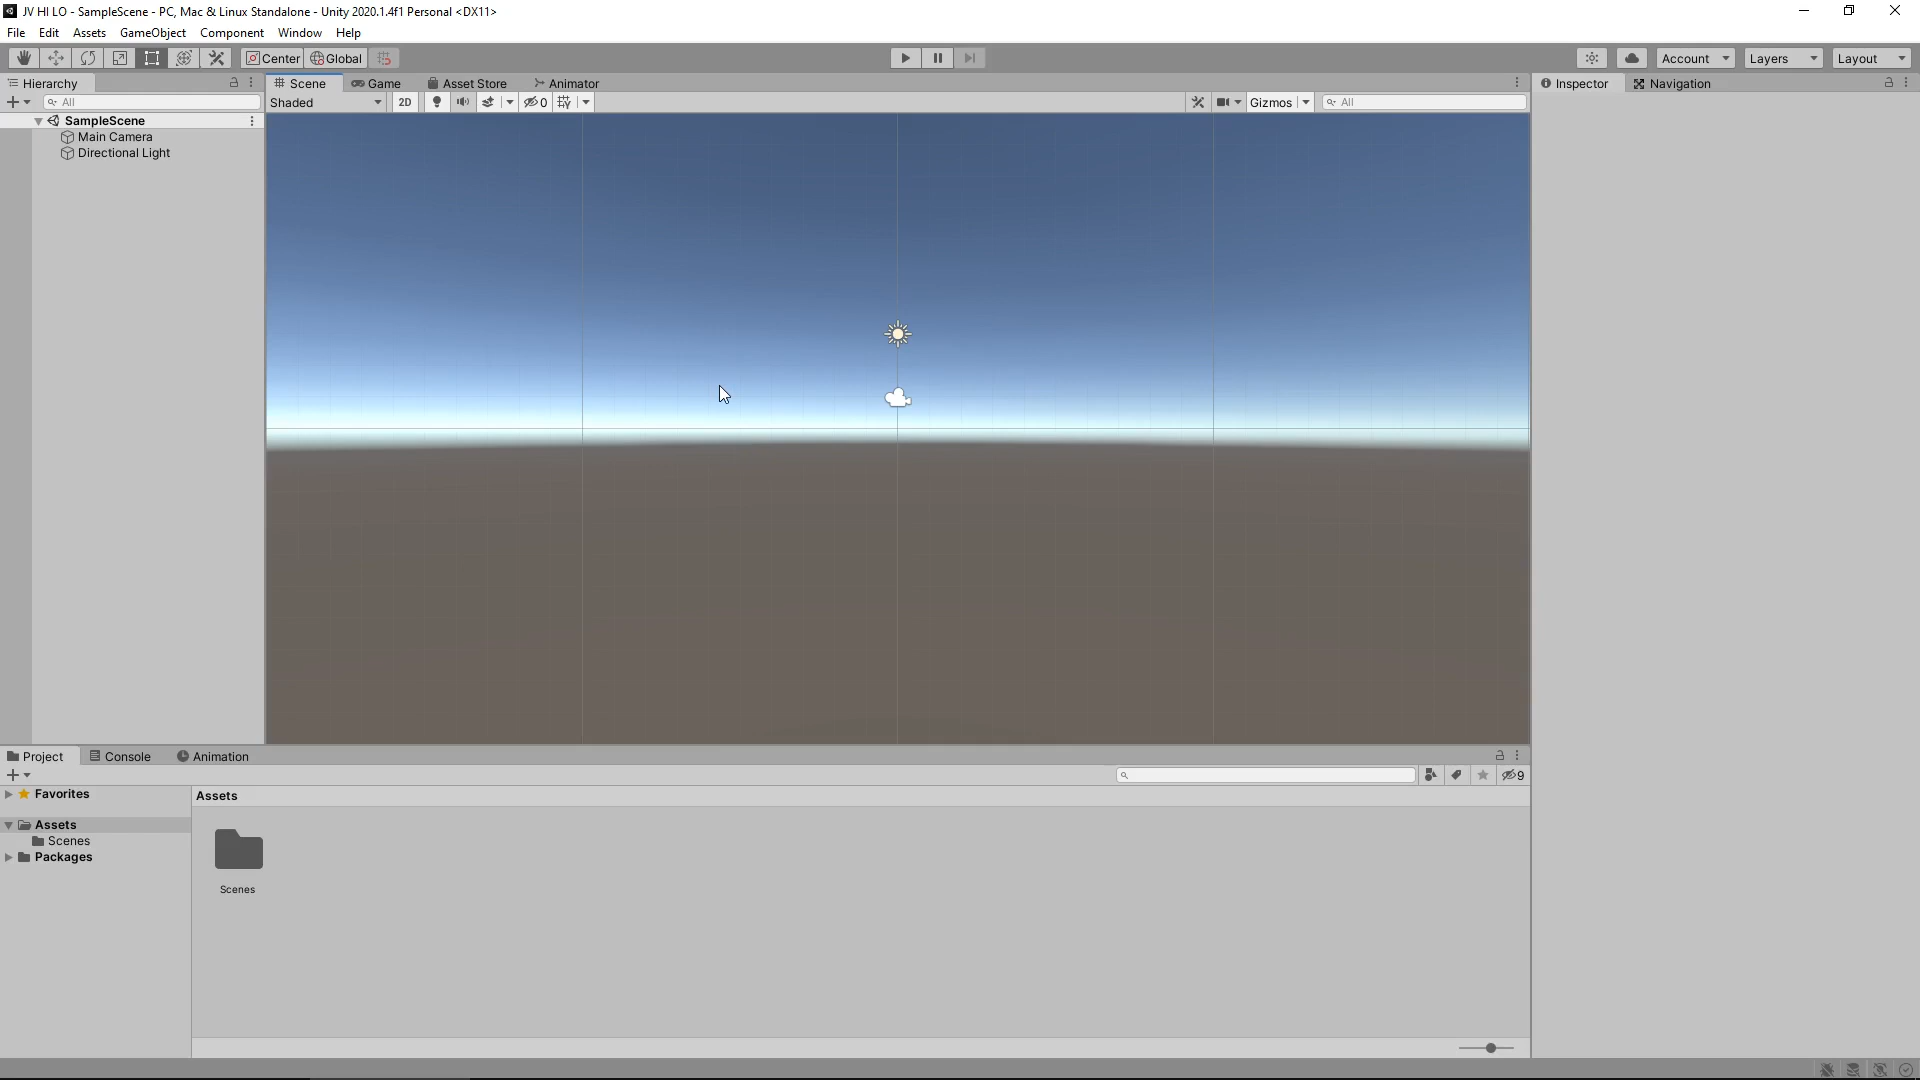 JV HI LO - SampleScene - PC, Mac & Linux Standalone - Unity 2020.1.4f1 Personal <DX11>
File Edit Assets GameObject Component Window Help
Center Global Account Layers Layout
Hierarchy Scene Game Asset Store Animator Inspector Navigation
All Shaded 2D 0 Gizmos All
SampleScene
Main Camera
Directional Light
Project Console Animation
9
Favorites
Assets
Scenes
Packages
Assets
Scenes